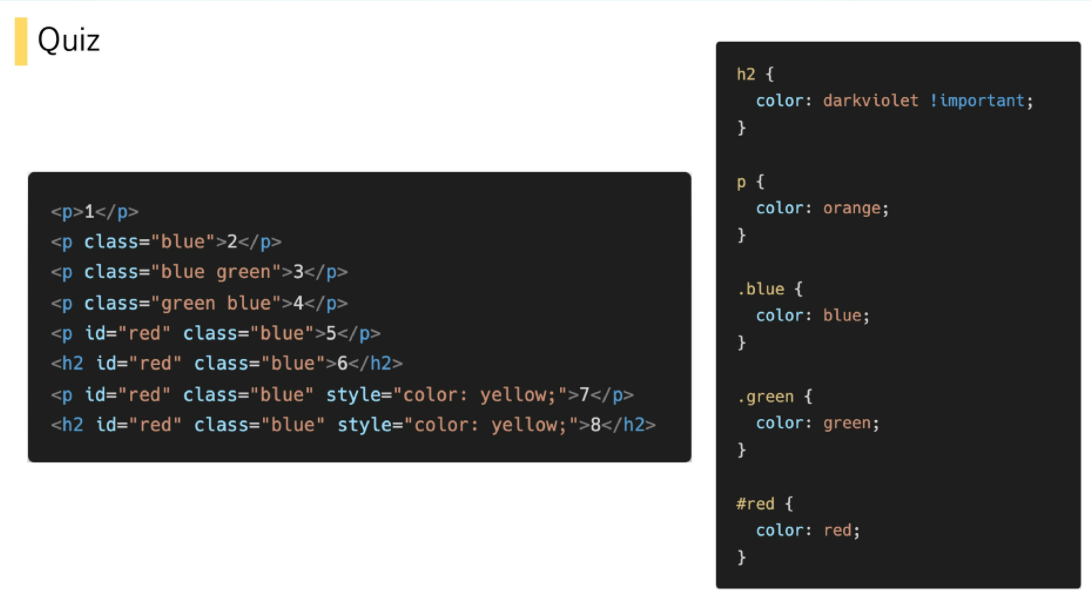 Quiz
<p>1</p>
<p class="blue">2</p>
<p class="blue green">3</p>
<p class="green blue">4</p>
<p id="red" class="blue">5</p>
<h2 id="red" class="blue">6</h2>
<p id="red" class="blue" style="color: yellow;">7</p>
<h2 id="red" class="blue" style="color: yellow;">8</h2>
h2 {
  color: darkviolet !important;
}
p {
  color: orange;
}
.blue {
  color: blue;
}
.green {
  color: green;
}
#red {
  color: red;
}